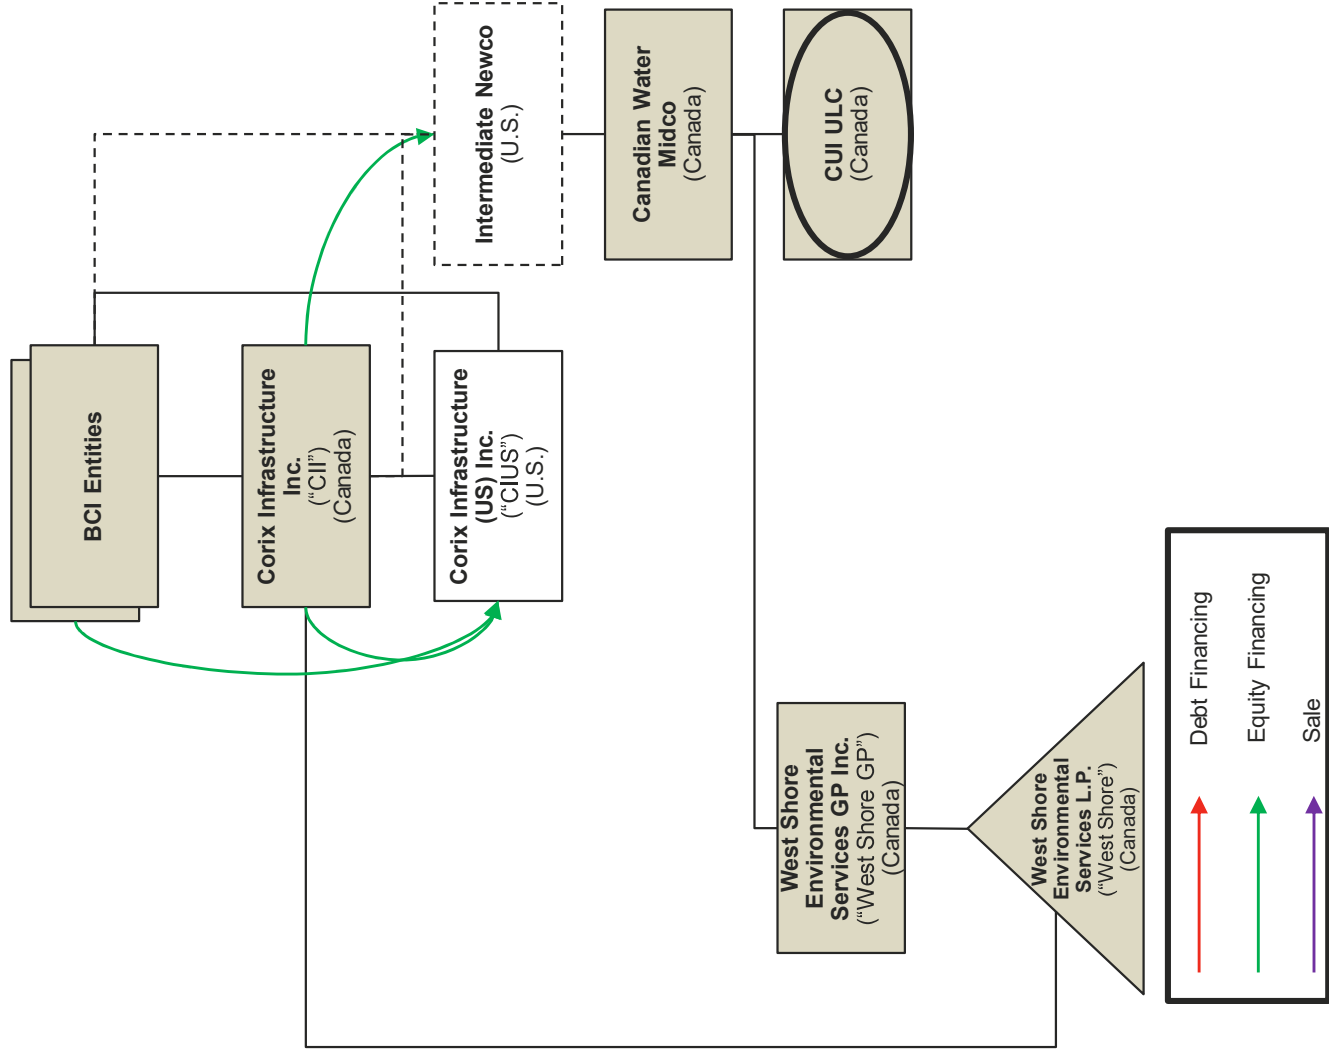 BCI Entities
Corix Infrastructure
Inc.
(“CII”)
(Canada)
Corix Infrastructure
(US) Inc.
(“CIUS”)
(U.S.)
Intermediate Newco
(U.S.)
Canadian Water
Midco
(Canada)
CUI ULC
(Canada)
West Shore
Environmental
Services GP Inc.
(“West Shore GP”)
(Canada)
West Shore
Environmental
Services L.P.
(“West Shore”)
(Canada)
Debt Financing
Equity Financing
Sale